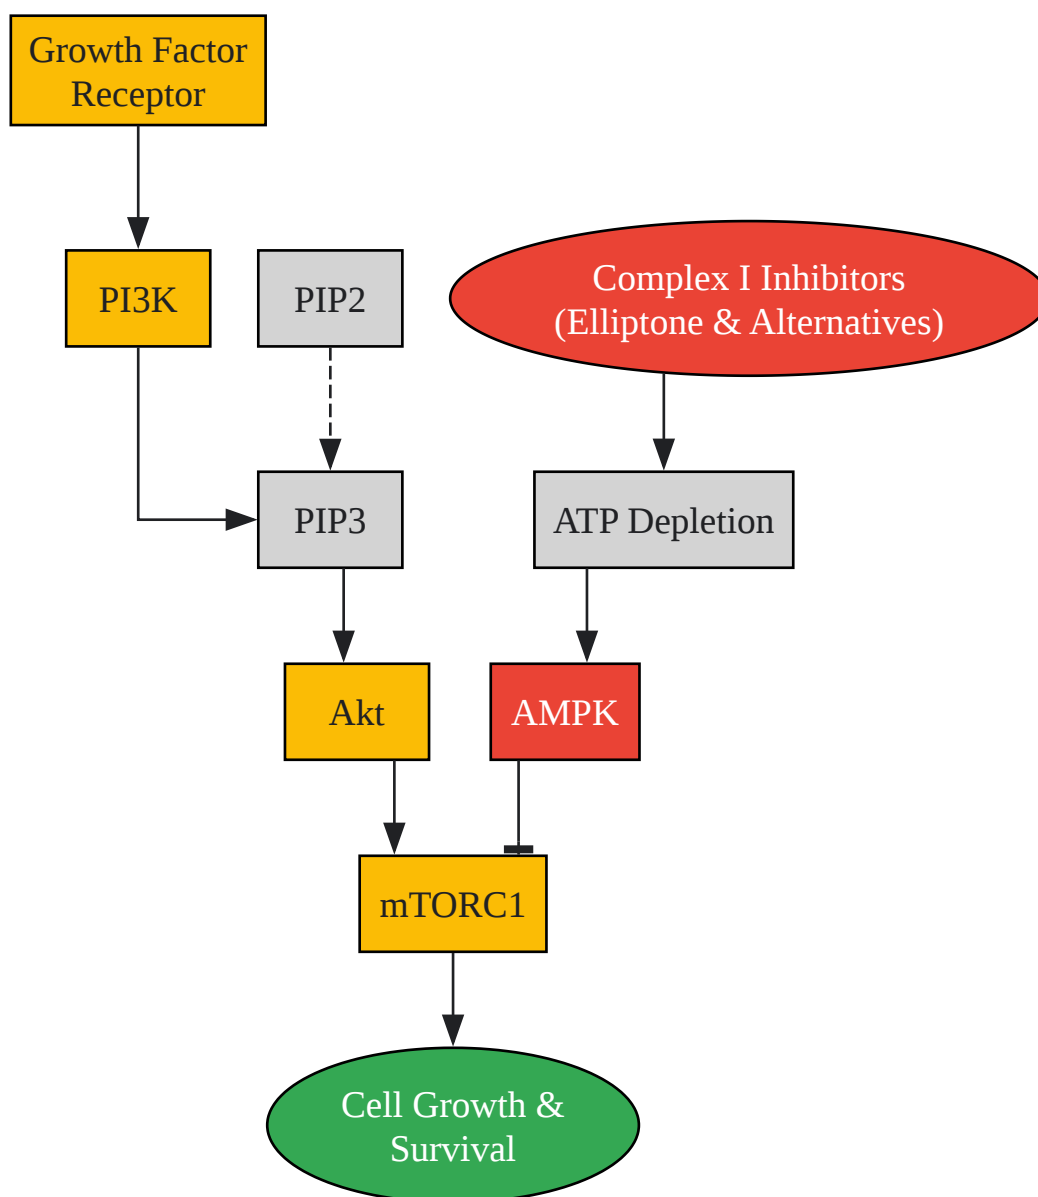 Growth Factor
Receptor
PI3K
PIP2
Complex I Inhibitors
(Elliptone & Alternatives)
PIP3
ATP Depletion
Akt
AMPK
mTORC1
Cell Growth &
Survival